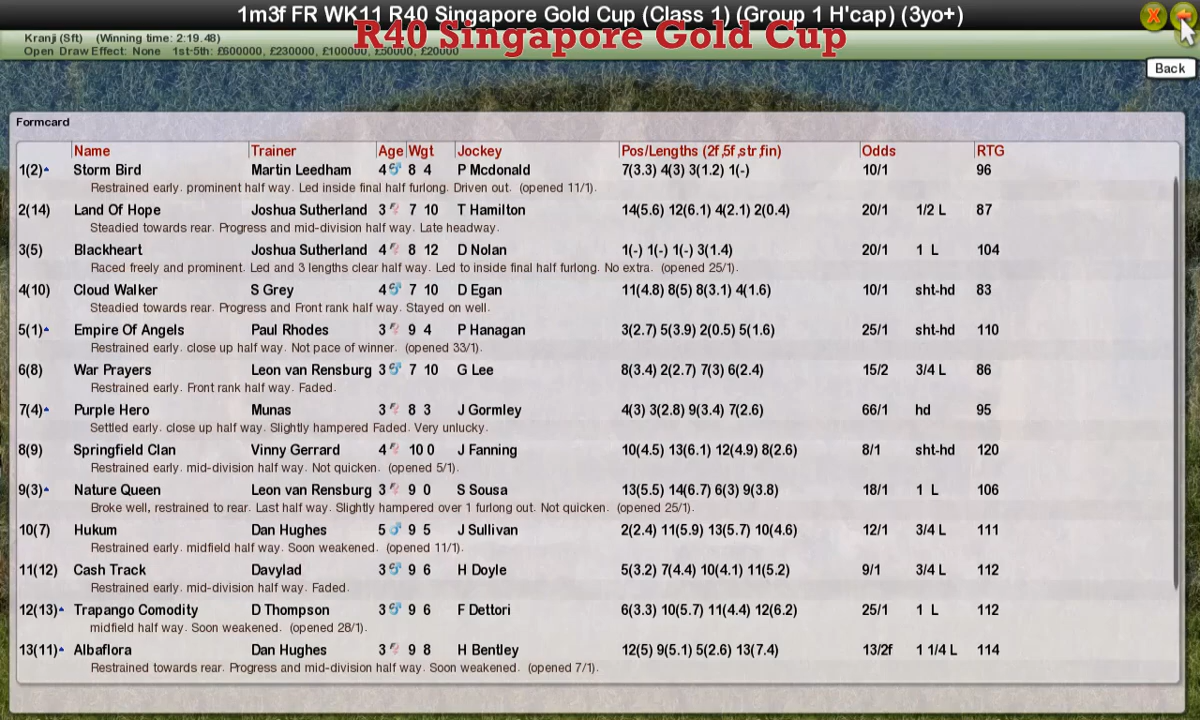 1m3f FR WK11 R40 Singapore Gold Cup (Class 1) (Group 1 H'cap) (3yo+)
R40 Singapore Gold Cup
Kranji (Sft) (Winning time: 2:19.48)
Open Draw Effect: None 1st-5th: £600000, £230000, £100000, £50000, £20000
Back
Formcard
Name Trainer Age Wgt Jockey Pos/Lengths (2f,5f,str,fin) Odds RTG
1(2) Storm Bird Martin Leedham 4 8 4 P Mcdonald 7(3.3) 4(3) 3(1.2) 1(-) 10/1 96
Restrained early. prominent half way. Led inside final half furlong. Driven out. (opened 11/1).
2(14) Land Of Hope Joshua Sutherland 3 7 10 T Hamilton 14(5.6) 12(6.1) 4(2.1) 2(0.4) 20/1 1/2 L 87
Steadied towards rear. Progress and mid-division half way. Late headway.
3(5) Blackheart Joshua Sutherland 4 8 12 D Nolan 1(-) 1(-) 1(-) 3(1.4) 20/1 1 L 104
Raced freely and prominent. Led and 3 lengths clear half way. Led to inside final half furlong. No extra. (opened 25/1).
4(10) Cloud Walker S Grey 4 7 10 D Egan 11(4.8) 8(5) 8(3.1) 4(1.6) 10/1 sht-hd 83
Steadied towards rear. Progress and Front rank half way. Stayed on well.
5(1) Empire Of Angels Paul Rhodes 3 9 4 P Hanagan 3(2.7) 5(3.9) 2(0.5) 5(1.6) 25/1 sht-hd 110
Restrained early. close up half way. Not pace of winner. (opened 33/1).
6(8) War Prayers Leon van Rensburg 3 7 10 G Lee 8(3.4) 2(2.7) 7(3) 6(2.4) 15/2 3/4 L 86
Restrained early. Front rank half way. Faded.
7(4) Purple Hero Munas 3 8 3 J Gormley 4(3) 3(2.8) 9(3.4) 7(2.6) 66/1 hd 95
Settled early. close up half way. Slightly hampered Faded. Very unlucky.
8(9) Springfield Clan Vinny Gerrard 4 10 0 J Fanning 10(4.5) 13(6.1) 12(4.9) 8(2.6) 8/1 sht-hd 120
Restrained early. mid-division half way. Not quicken. (opened 5/1).
9(3) Nature Queen Leon van Rensburg 3 9 0 S Sousa 13(5.5) 14(6.7) 6(3) 9(3.8) 18/1 1 L 106
Broke well, restrained to rear. Last half way. Slightly hampered over 1 furlong out. Not quicken. (opened 25/1).
10(7) Hukum Dan Hughes 5 9 5 J Sullivan 2(2.4) 11(5.9) 13(5.7) 10(4.6) 12/1 3/4 L 111
Restrained early. midfield half way. Soon weakened. (opened 11/1).
11(12) Cash Track Davylad 3 9 6 H Doyle 5(3.2) 7(4.4) 10(4.1) 11(5.2) 9/1 3/4 L 112
Restrained early. mid-division half way. Faded.
12(13) Trapango Comodity D Thompson 3 9 6 F Dettori 6(3.3) 10(5.7) 11(4.4) 12(6.2) 25/1 1 L 112
midfield half way. Soon weakened. (opened 28/1).
13(11) Albaflora Dan Hughes 3 9 8 H Bentley 12(5) 9(5.1) 5(2.6) 13(7.4) 13/2f 1 1/4 L 114
Restrained towards rear. Progress and mid-division half way. Soon weakened. (opened 7/1).